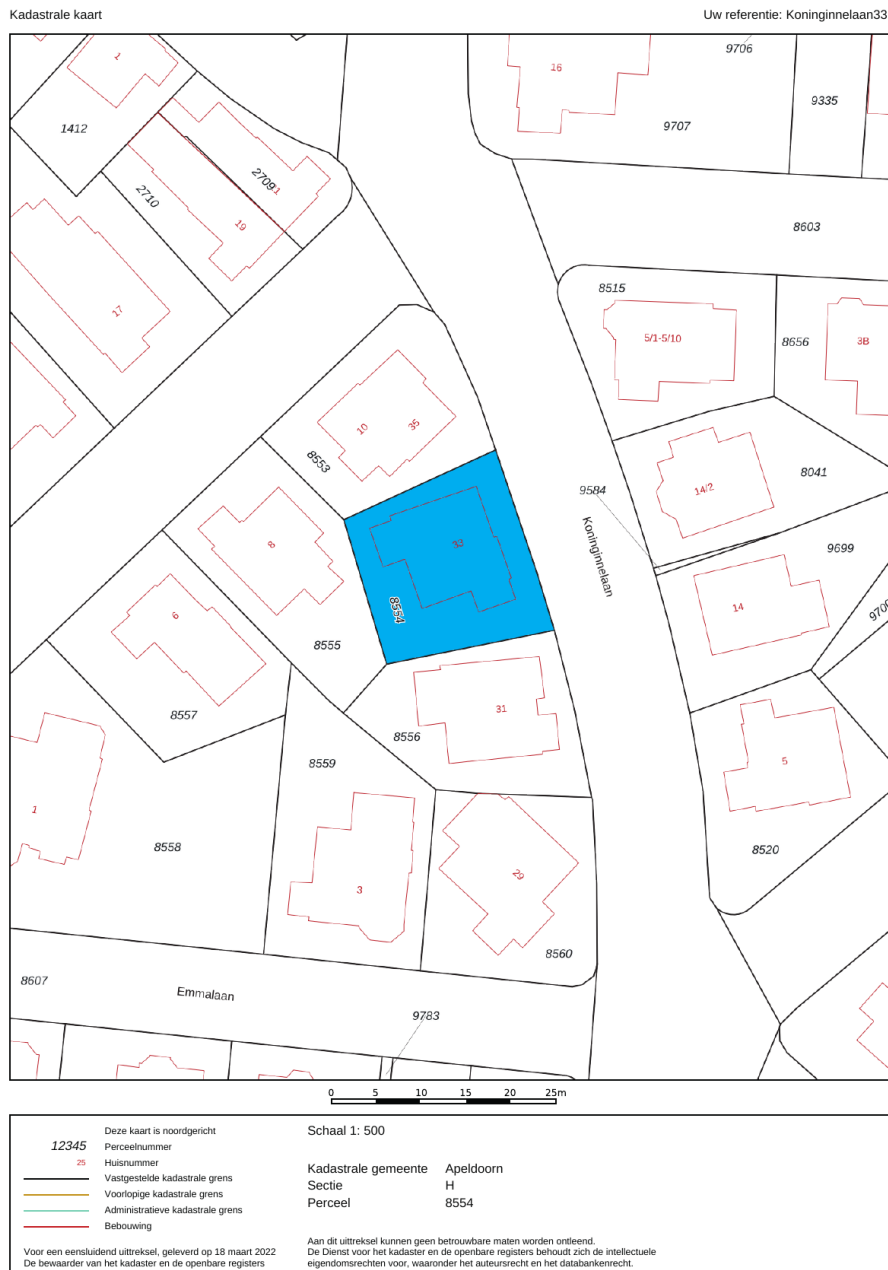 Kadastrale kaart
Uw referentie: Koninginnelaan33
9706
16
1
9335
1412
9707
2709
1
2710
19
8603
8515
17
5/1-5/10
8656
3B
10
35
8553
8041
14/2
9584
8
33
Koninginnelaan
9699
8554
14
6
8555
8557
31
8556
8559
5
1
8558
8520
29
3
8560
8607
Emmalaan
9783
0 5 10 15 20 25m
Deze kaart is noordgericht
12345 Perceelnummer
25 Huisnummer
Vastgestelde kadastrale grens
Voorlopige kadastrale grens
Administratieve kadastrale grens
Bebouwing
Voor een eensluidend uittreksel, geleverd op 18 maart 2022
De bewaarder van het kadaster en de openbare registers
Schaal 1: 500
Kadastrale gemeente Apeldoorn
Sectie H
Perceel 8554
Aan dit uittreksel kunnen geen betrouwbare maten worden ontleend.
De Dienst voor het kadaster en de openbare registers behoudt zich de intellectuele
eigendomsrechten voor, waaronder het auteursrecht en het databankenrecht.